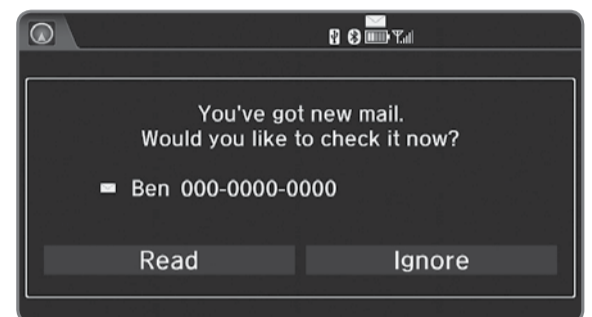 You've got new mail.
Would you like to check it now?
Ben 000-0000-0000
Read
Ignore